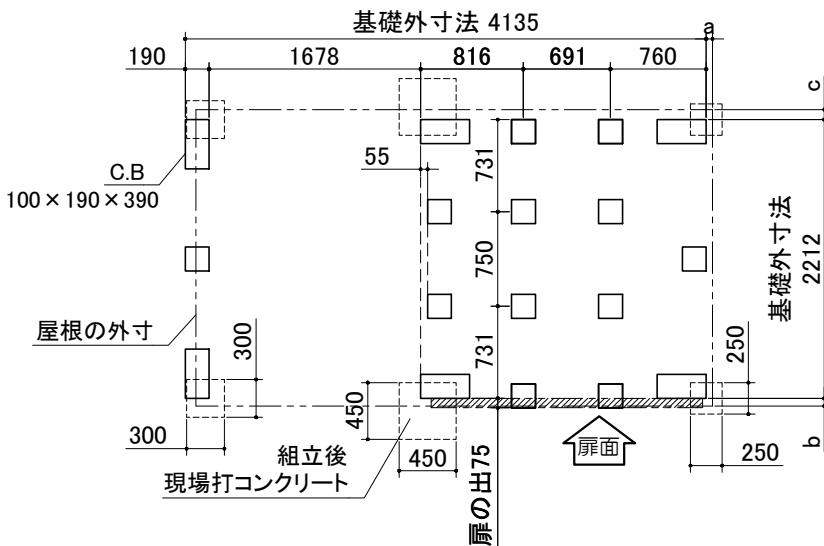 基礎外寸法 4135
a
190
1678
816
691
760
c
C.B
100×190×390
55
731
750
731
基礎外寸法
2212
屋根の外寸
300
300
450
450
250
250
b
組立後
現場打コンクリート
扉の出75
扉面